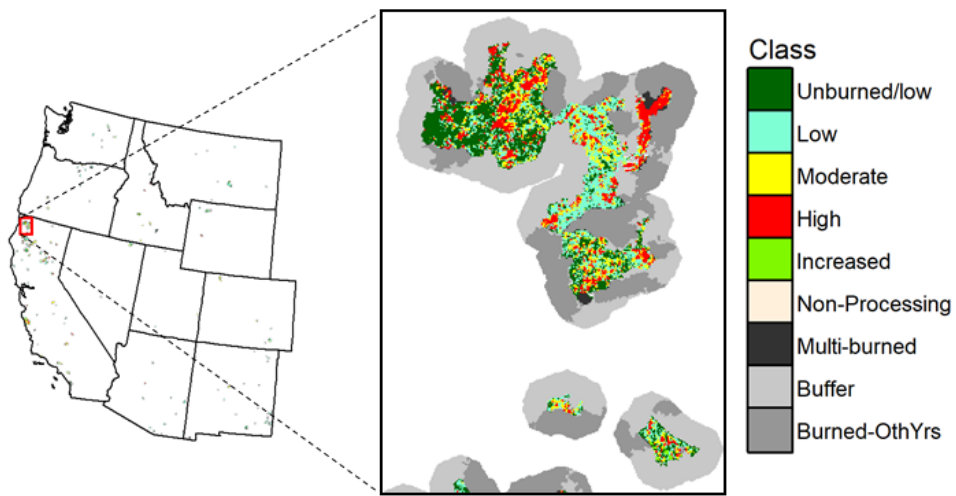 Class
Unburned/low
Low
Moderate
High
Increased
Non-Processing
Multi-burned
Buffer
Burned-OthYrs